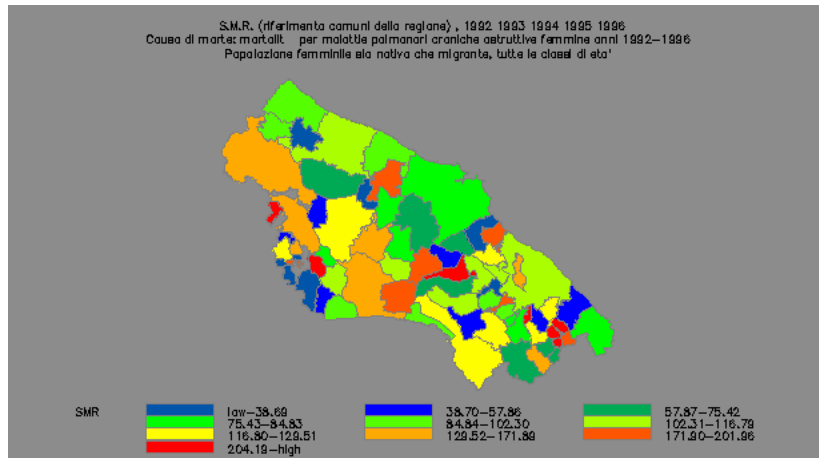 S.M.R. (riferimento comuni della regione) , 1992 1993 1994 1995 1996
Causa di morte: mortalit per malattie polmonari croniche ostruttive femmine anni 1992-1996
Popolazione femminile sia nativa che migrante, tutte le classi di eta'
SMR low-38.69 38.70-57.86 57.87-75.42
75.43-84.83 84.84-102.30 102.31-116.79
116.80-129.51 129.52-171.89 171.90-201.96
204.19-high